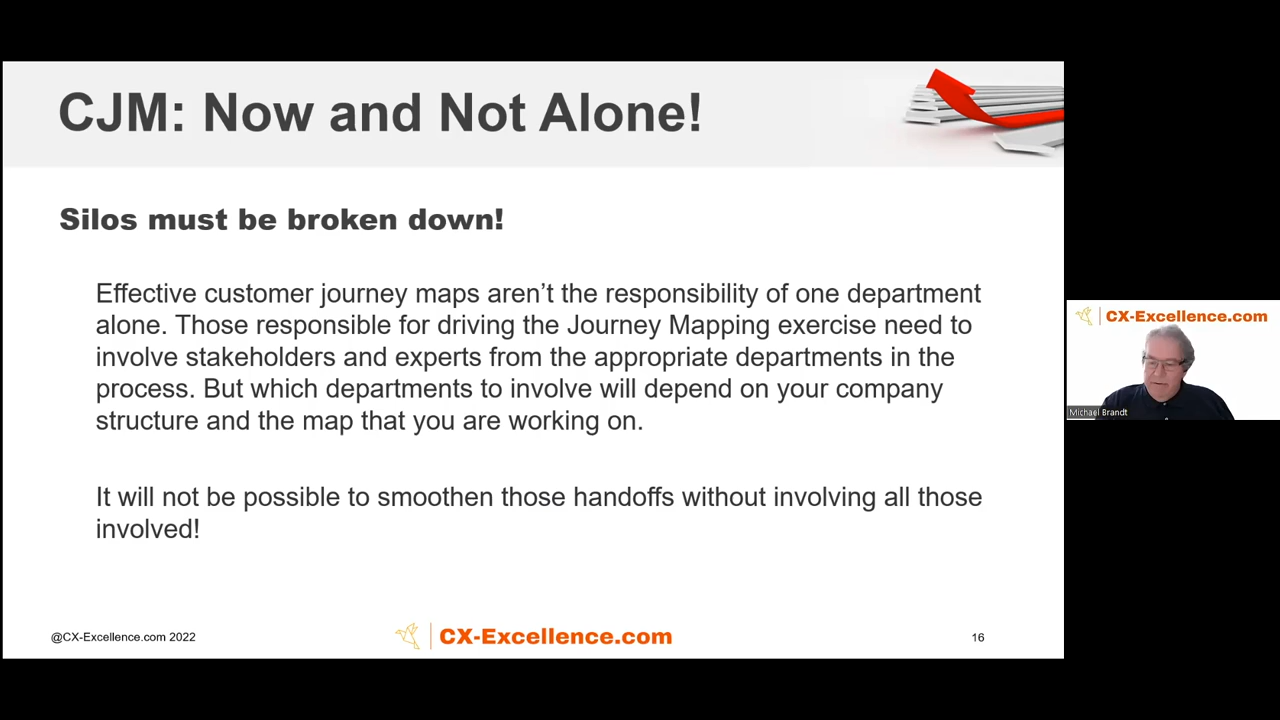 CJM: Now and Not Alone!
Silos must be broken down!
Effective customer journey maps aren’t the responsibility of one department
alone. Those responsible for driving the Journey Mapping exercise need to
involve stakeholders and experts from the appropriate departments in the
process. But which departments to involve will depend on your company
structure and the map that you are working on.
It will not be possible to smoothen those handoffs without involving all those
involved!
@CX-Excellence.com 2022
CX-Excellence.com
16
CX-Excellence.com
Michael Brandt